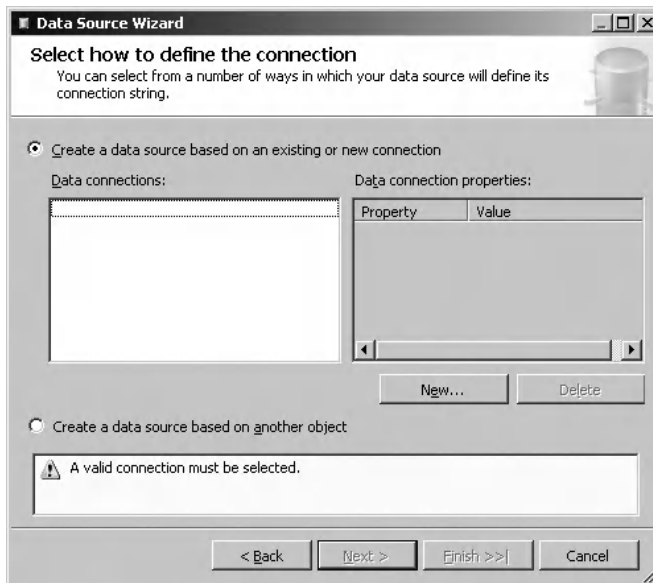 Data Source Wizard
Select how to define the connection
You can select from a number of ways in which your data source will define its
connection string.
Create a data source based on an existing or new connection
Data connections:
Data connection properties:
Property Value
New... Delete
Create a data source based on another object
A valid connection must be selected.
< Back Next > Finish >>| Cancel